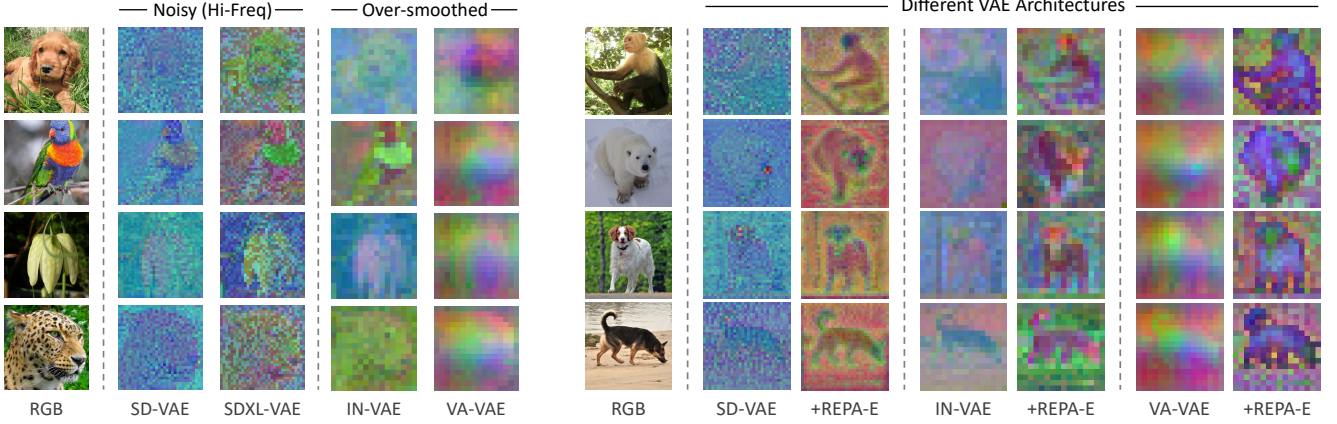 Noisy (Hi-Freq) Over-smoothed Different VAE Architectures
RGB SD-VAE SDXL-VAE IN-VAE VA-VAE RGB SD-VAE +REPA-E IN-VAE +REPA-E VA-VAE +REPA-E